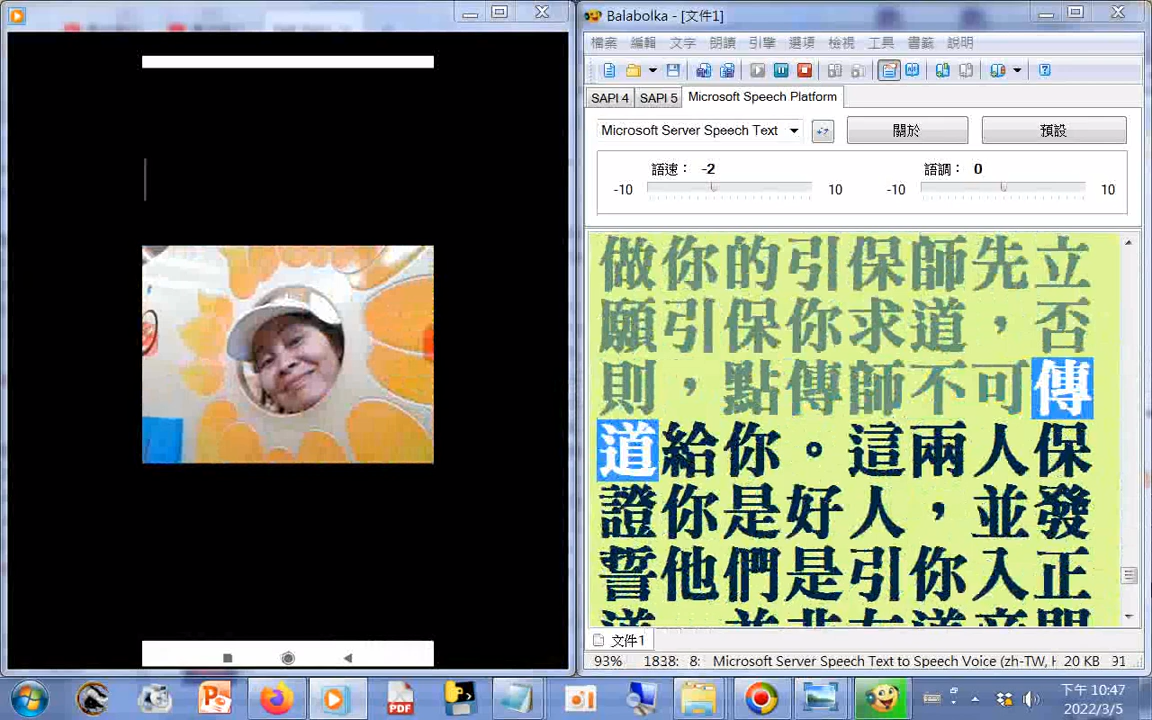 Balabolka - [文件1]
檔案 編輯 文字 朗讀 引擎 選項 檢視 工具 書籤 說明
SAPI 4 SAPI 5 Microsoft Speech Platform
Microsoft Server Speech Text 關於 預設
語速： -2 語調： 0
-10 10 -10 10
做你的引保師先立
願引保你求道，否
則，點傳師不可傳
道給你。這兩人保
證你是好人，並發
誓他們是引你入正
文件1
93% 1838: 8: Microsoft Server Speech Text to Speech Voice (zh-TW, H 20 KB 91
PDF
下午 10:47
2022/3/5